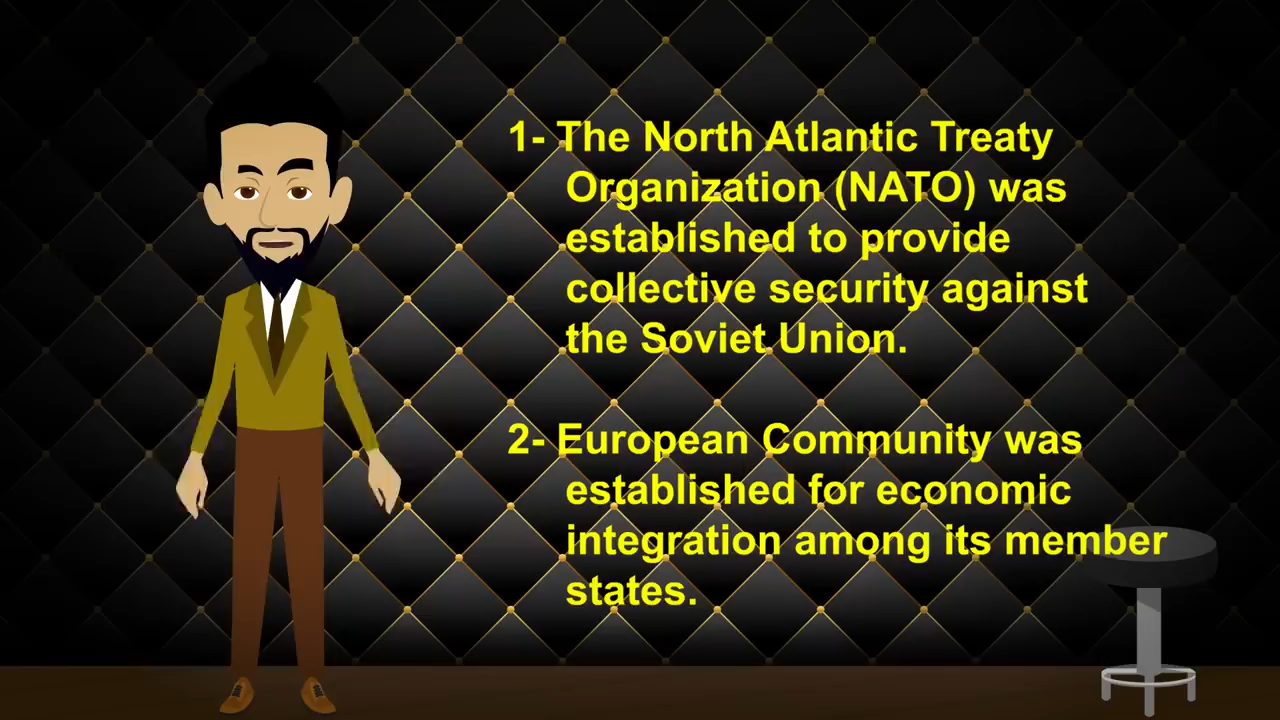 1- The North Atlantic Treaty
Organization (NATO) was
established to provide
collective security against
the Soviet Union.
2- European Community was
established for economic
integration among its member
states.